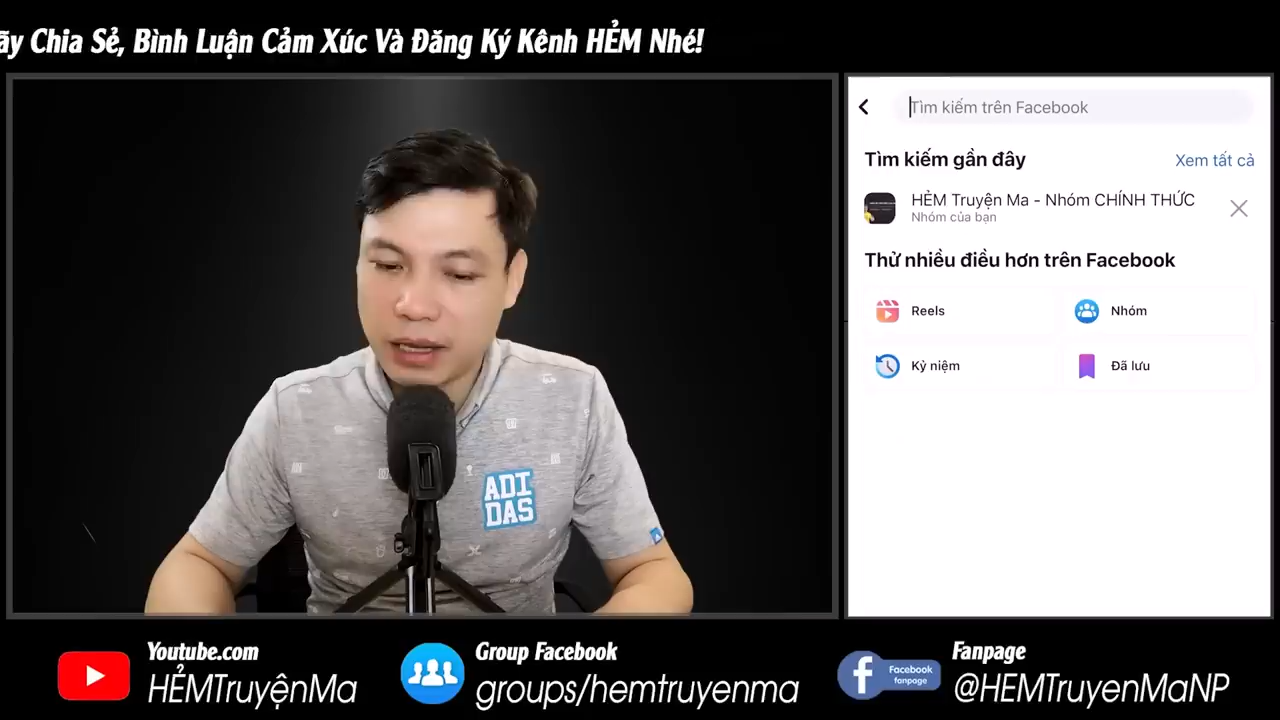 Chia Sẻ, Bình Luận Cảm Xúc Và Đăng Ký Kênh HẺM Nhé!
Tìm kiếm trên Facebook
Tìm kiếm gần đây
Xem tất cả
HẺM Truyện Ma - Nhóm CHÍNH THỨC
Nhóm của bạn
Thử nhiều điều hơn trên Facebook
Reels
Nhóm
Kỷ niệm
Đã lưu
ADI
DAS
Youtube.com
HẺMTruyệnMa
Group Facebook
groups/hemtruyenma
Facebook
fanpage
Fanpage
@HEMTruyenMaNP